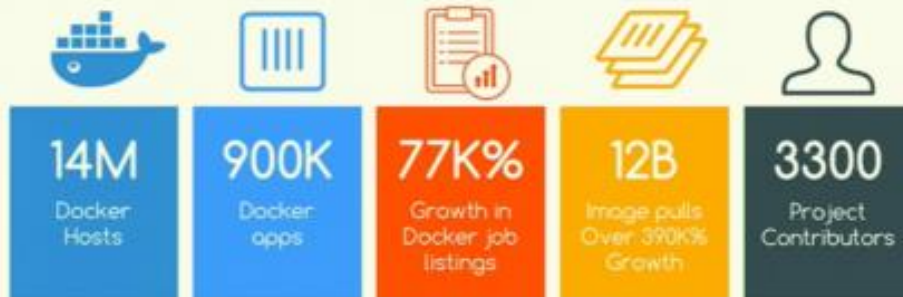 14M
Docker
Hosts
900K
Docker
apps
77K%
Growth in
Docker job
listings
12B
Image pulls
Over 390K%
Growth
3300
Project
Contributors